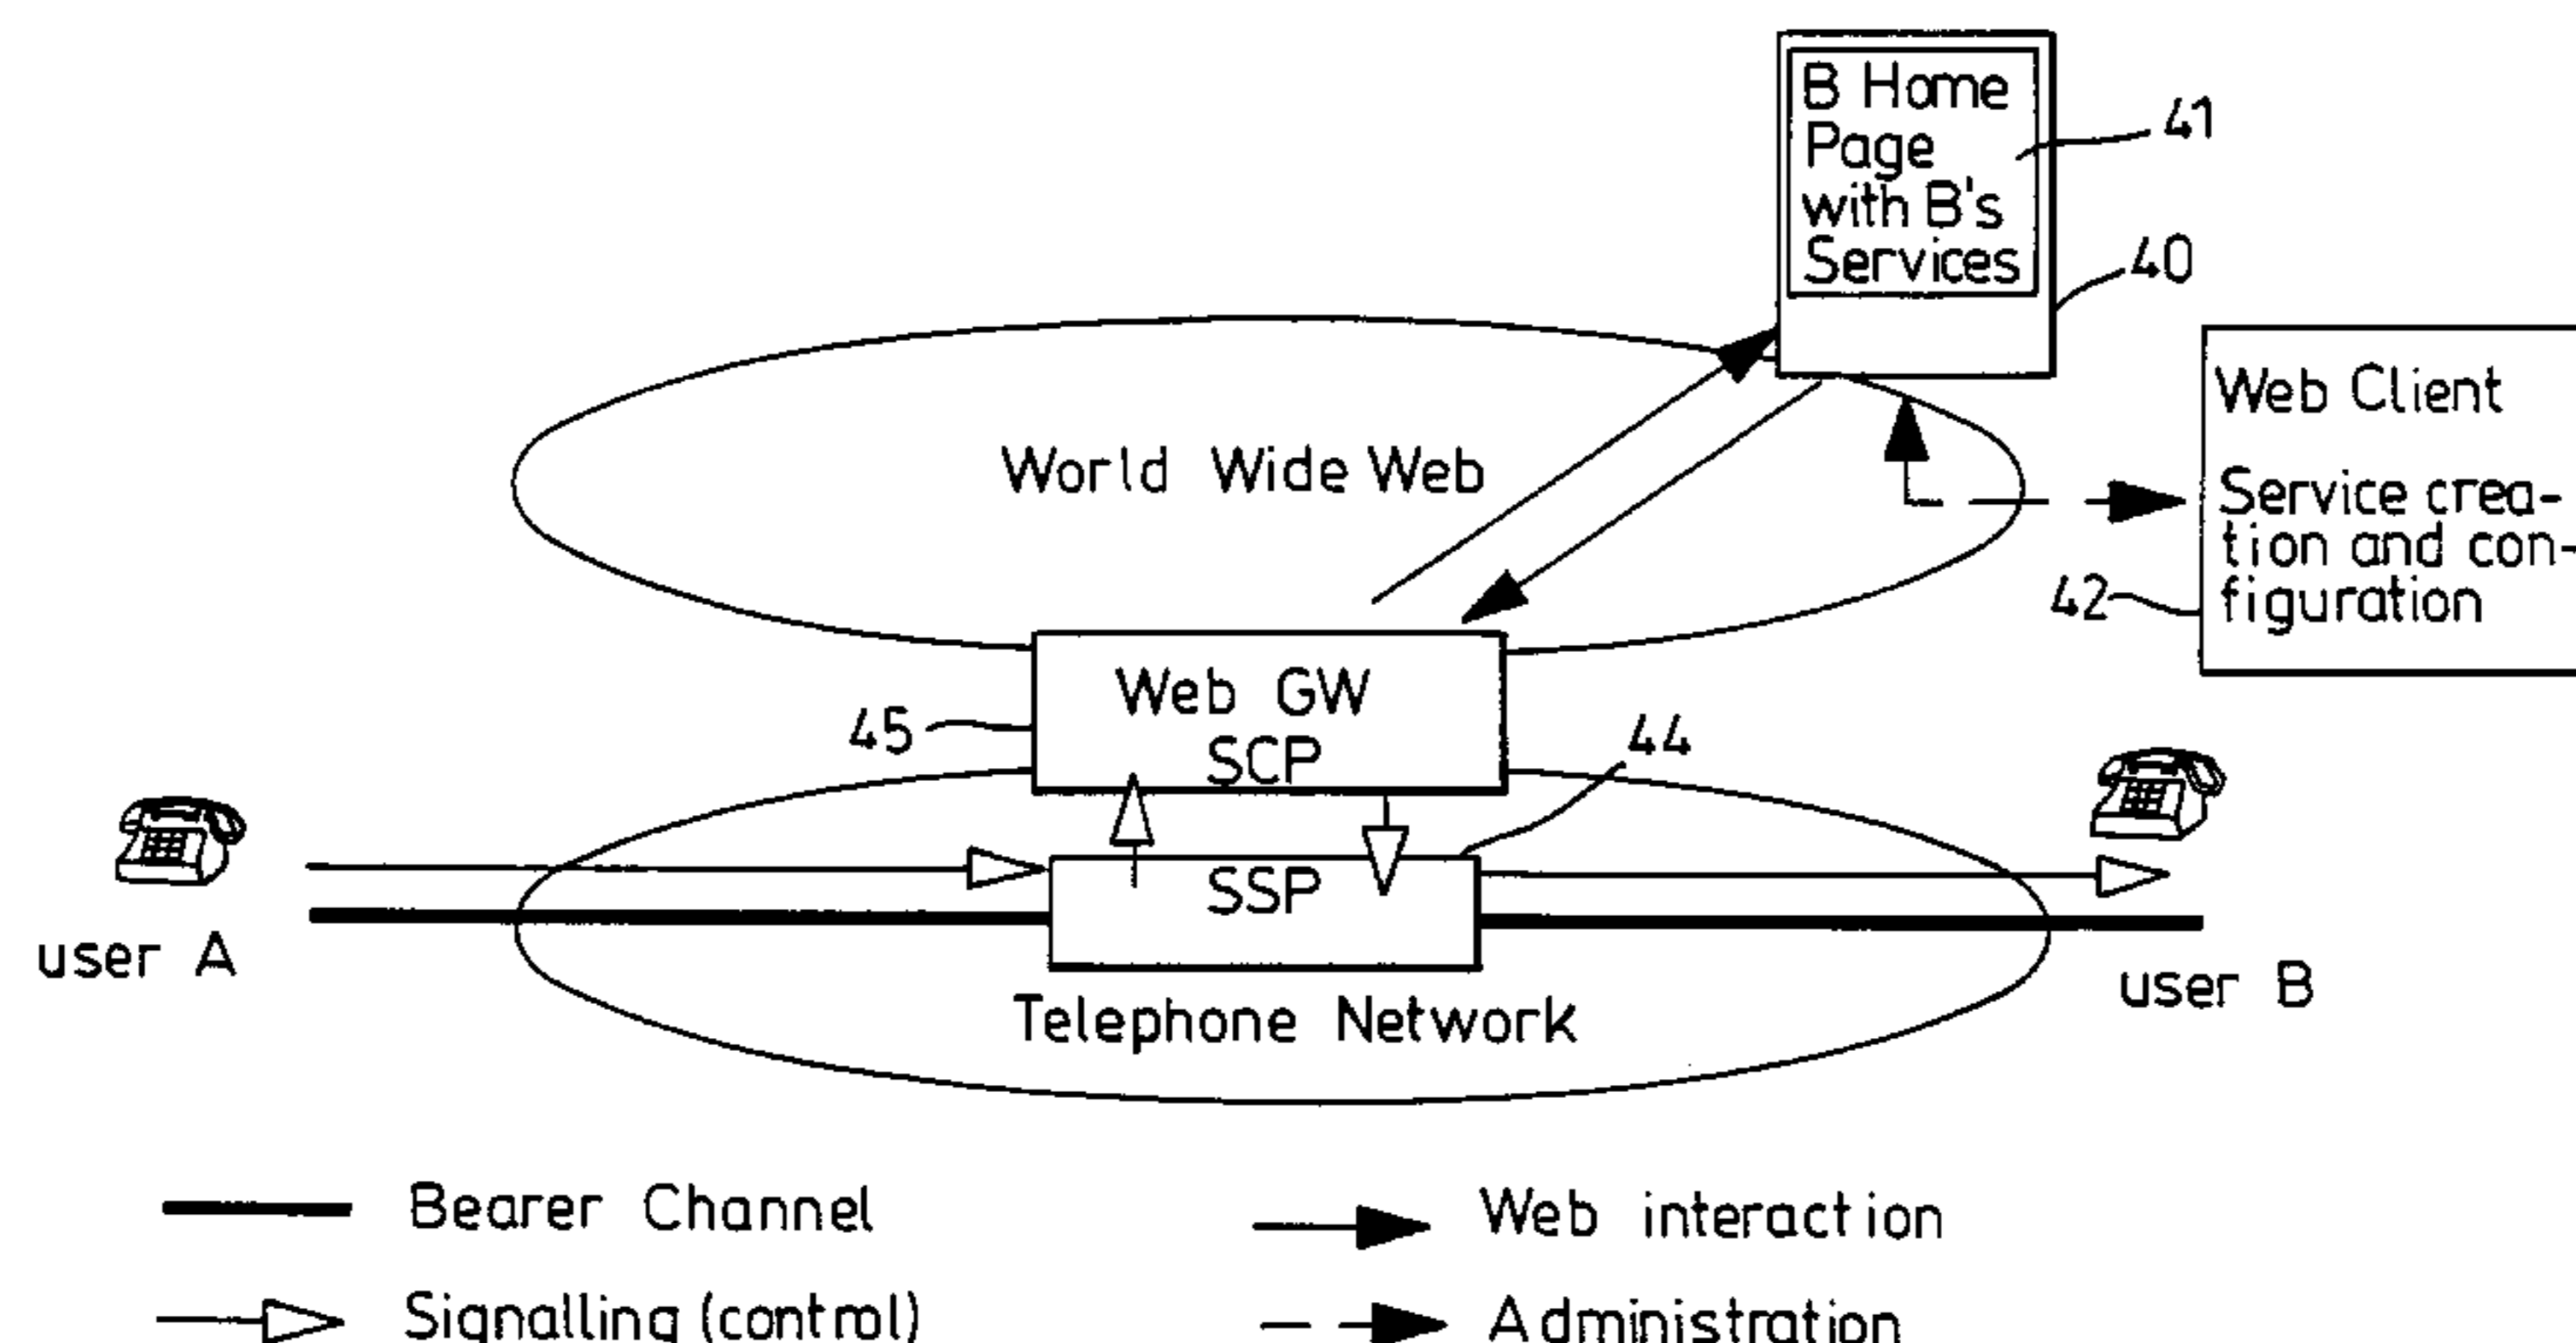 B Home
Page
with B's
Services
41
40
Web Client
Service crea-
tion and con-
figuration
42
World Wide Web
Web GW
SCP
45
44
SSP
user A
user B
Telephone Network
Bearer Channel
Web interaction
Signalling (control)
Administration